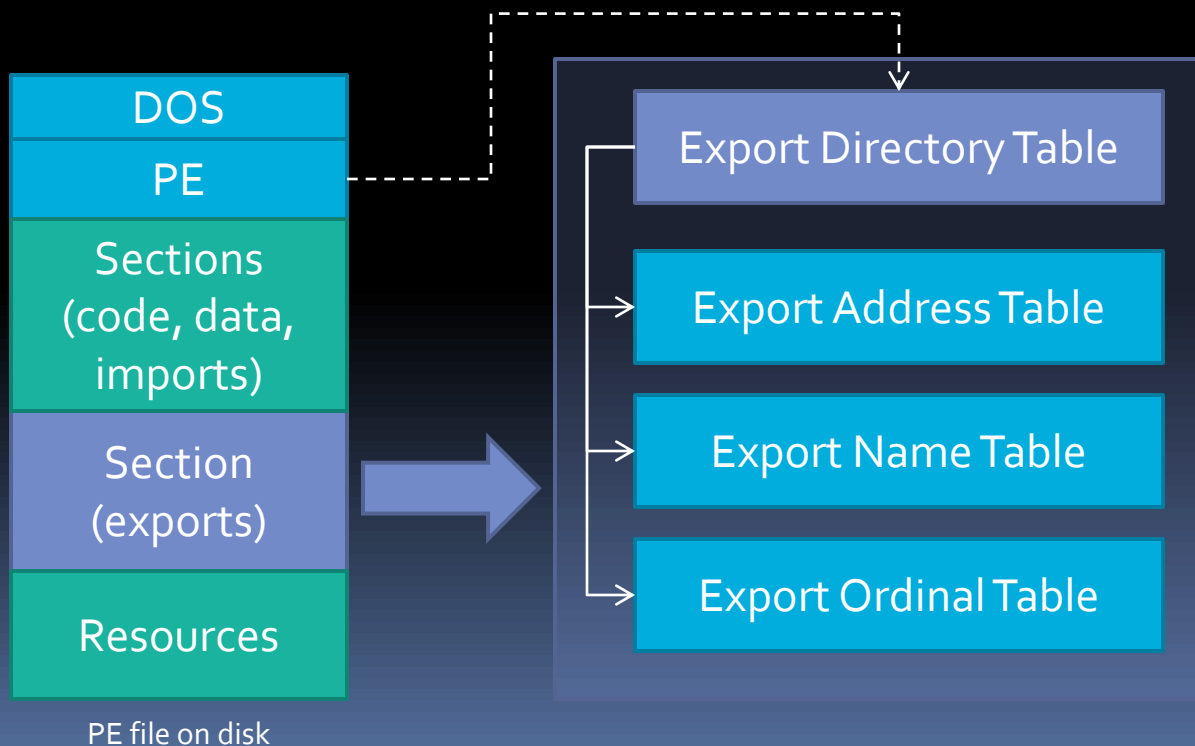 DOS
PE
Sections
(code, data,
imports)
Section
(exports)
Resources
PE file on disk
Export Directory Table
Export Address Table
Export Name Table
Export Ordinal Table